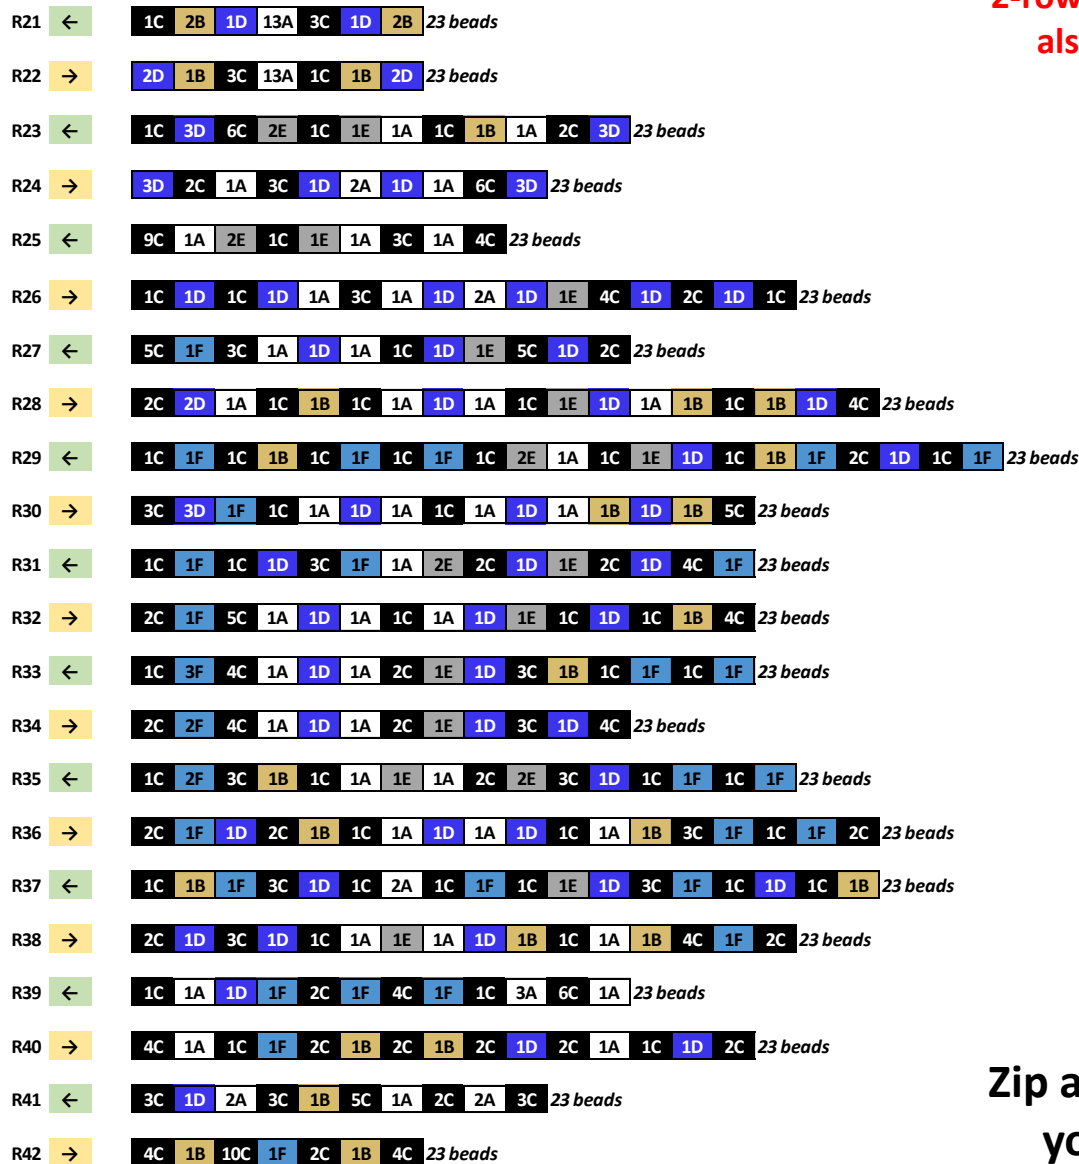 R21 ← 1C 2B 1D 13A 3C 1D 2B 23 beads
2-row
als
R22 → 2D 1B 3C 13A 1C 1B 2D 23 beads
R23 ← 1C 3D 6C 2E 1C 1E 1A 1C 1B 1A 2C 3D 23 beads
R24 → 3D 2C 1A 3C 1D 2A 1D 1A 6C 3D 23 beads
R25 ← 9C 1A 2E 1C 1E 1A 3C 1A 4C 23 beads
R26 → 1C 1D 1C 1D 1A 3C 1A 1D 2A 1D 1E 4C 1D 2C 1D 1C 23 beads
R27 ← 5C 1F 3C 1A 1D 1A 1C 1D 1E 5C 1D 2C 23 beads
R28 → 2C 2D 1A 1C 1B 1C 1A 1D 1A 1C 1E 1D 1A 1B 1C 1B 1D 4C 23 beads
R29 ← 1C 1F 1C 1B 1C 1F 1C 1F 1C 2E 1A 1C 1E 1D 1C 1B 1F 2C 1D 1C 1F 23 beads
R30 → 3C 3D 1F 1C 1A 1D 1A 1C 1A 1D 1A 1B 1D 1B 5C 23 beads
R31 ← 1C 1F 1C 1D 3C 1F 1A 2E 2C 1D 1E 2C 1D 4C 1F 23 beads
R32 → 2C 1F 5C 1A 1D 1A 1C 1A 1D 1E 1C 1D 1C 1B 4C 23 beads
R33 ← 1C 3F 4C 1A 1D 1A 2C 1E 1D 3C 1B 1C 1F 1C 1F 23 beads
R34 → 2C 2F 4C 1A 1D 1A 2C 1E 1D 3C 1D 4C 23 beads
R35 ← 1C 2F 3C 1B 1C 1A 1E 1A 2C 2E 3C 1D 1C 1F 1C 1F 23 beads
R36 → 2C 1F 1D 2C 1B 1C 1A 1D 1A 1D 1C 1A 1B 3C 1F 1C 1F 2C 23 beads
R37 ← 1C 1B 1F 3C 1D 1C 2A 1C 1F 1C 1E 1D 3C 1F 1C 1D 1C 1B 23 beads
R38 → 2C 1D 3C 1D 1C 1A 1E 1A 1D 1B 1C 1A 1B 4C 1F 2C 23 beads
R39 ← 1C 1A 1D 1F 2C 1F 4C 1F 1C 3A 6C 1A 23 beads
R40 → 4C 1A 1C 1F 2C 1B 2C 1B 2C 1D 2C 1A 1C 1D 2C 23 beads
R41 ← 3C 1D 2A 3C 1B 5C 1A 2C 2A 3C 23 beads
R42 → 4C 1B 10C 1F 2C 1B 4C 23 beads
Zip a
yo